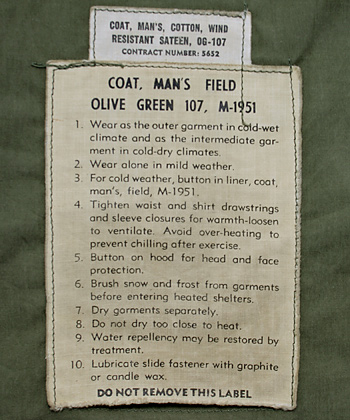 COAT, MAN'S, COTTON, WIND
RESISTANT SATEEN, OG-107
CONTRACT NUMBER: 5652
COAT, MAN'S FIELD
OLIVE GREEN 107, M-1951
1. Wear as the outer garment in cold-wet
climate and as the intermediate gar-
ment in cold-dry climates.
2. Wear alone in mild weather.
3. For cold weather, button in liner, coat,
man's, field, M-1951.
4. Tighten waist and shirt drawstrings
and sleeve closures for warmth-loosen
to ventilate. Avoid over-heating to
prevent chilling after exercise.
5. Button on hood for head and face
protection.
6. Brush snow and frost from garments
before entering heated shelters.
7. Dry garments separately.
8. Do not dry too close to heat.
9. Water repellency may be restored by
treatment.
10. Lubricate slide fastener with graphite
or candle wax.
DO NOT REMOVE THIS LABEL